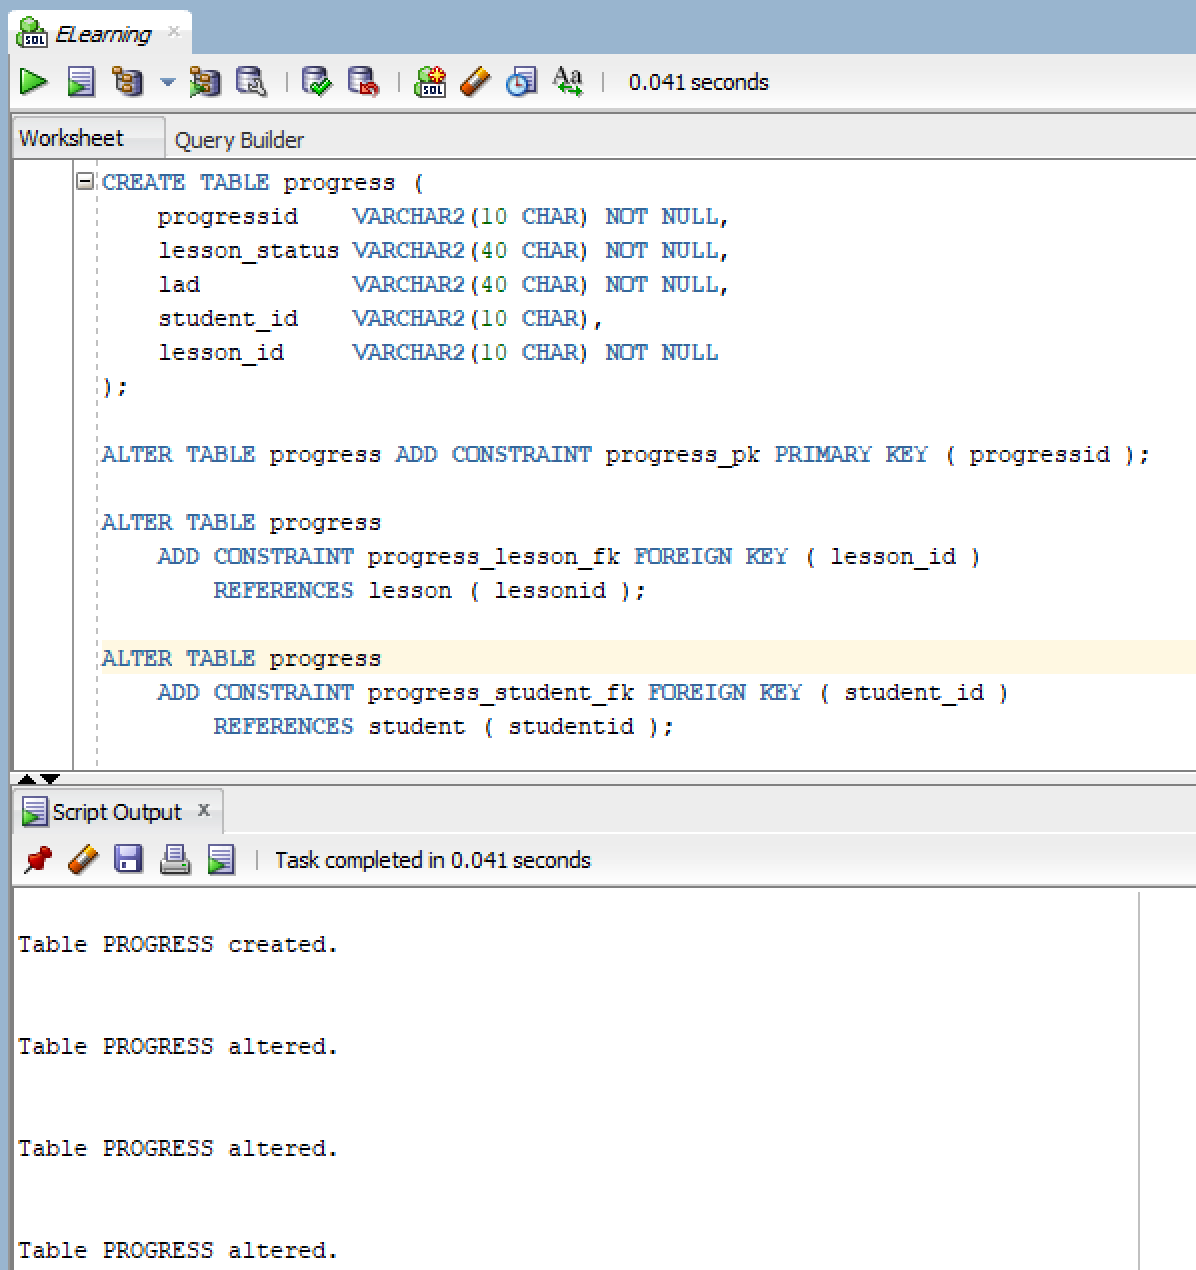 ELearning
0.041 seconds
Worksheet Query Builder
CREATE TABLE progress (
    progressid    VARCHAR2(10 CHAR) NOT NULL,
    lesson_status VARCHAR2(40 CHAR) NOT NULL,
    lad           VARCHAR2(40 CHAR) NOT NULL,
    student_id    VARCHAR2(10 CHAR),
    lesson_id     VARCHAR2(10 CHAR) NOT NULL
);
ALTER TABLE progress ADD CONSTRAINT progress_pk PRIMARY KEY ( progressid );
ALTER TABLE progress
    ADD CONSTRAINT progress_lesson_fk FOREIGN KEY ( lesson_id )
        REFERENCES lesson ( lessonid );
ALTER TABLE progress
    ADD CONSTRAINT progress_student_fk FOREIGN KEY ( student_id )
        REFERENCES student ( studentid );
Script Output x
Task completed in 0.041 seconds
Table PROGRESS created.
Table PROGRESS altered.
Table PROGRESS altered.
Table PROGRESS altered.